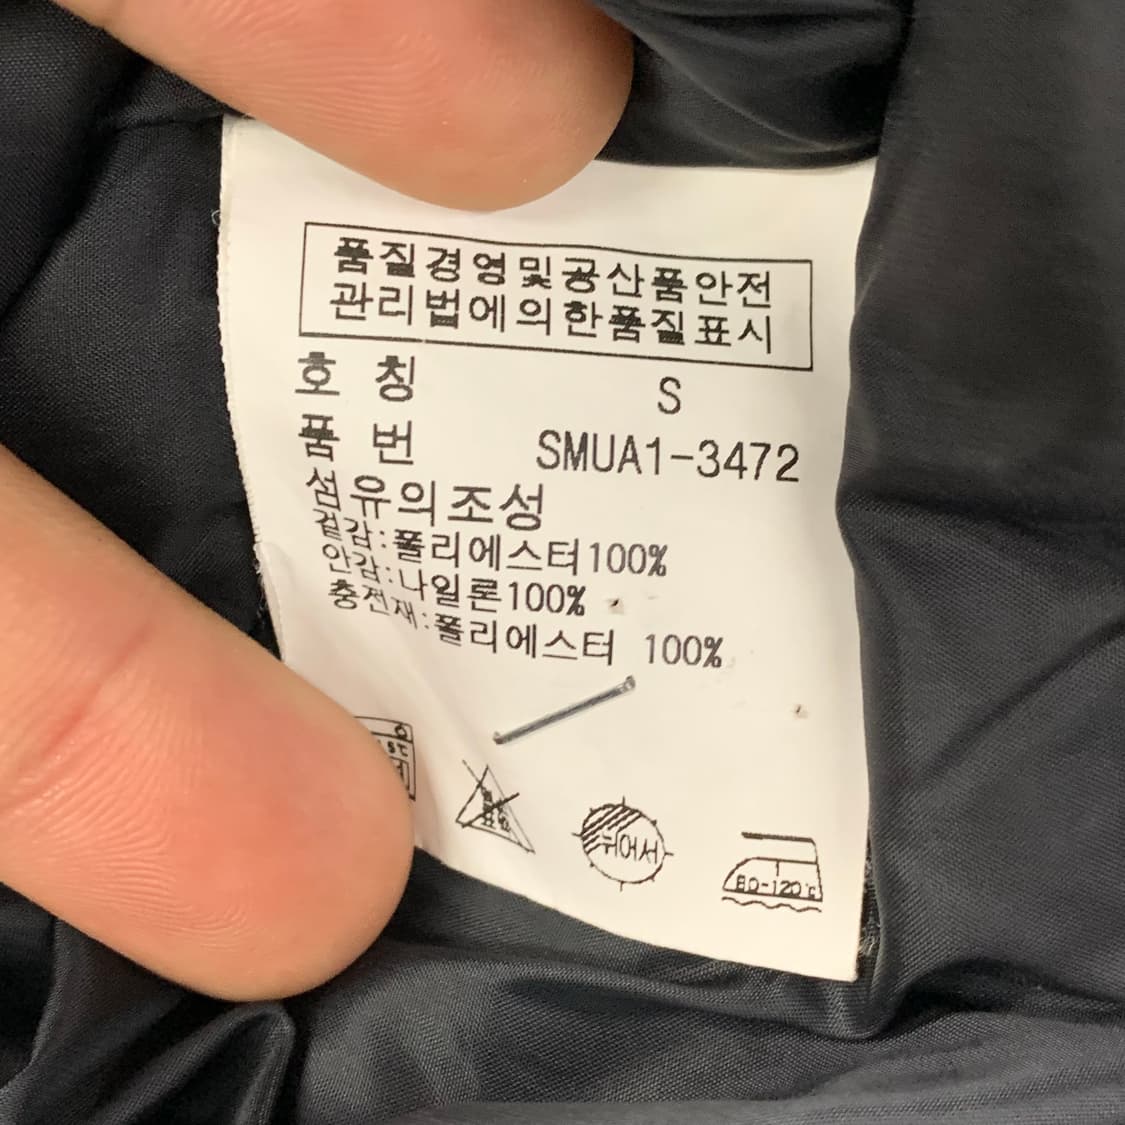 품질경영및공산품안전
관리법에의한품질표시
호 칭 S
품 번 SMUA1-3472
섬유의조성
겉감:폴리에스터100%
안감:나일론100%
충전재:폴리에스터 100%
뉘어서
80-120℃